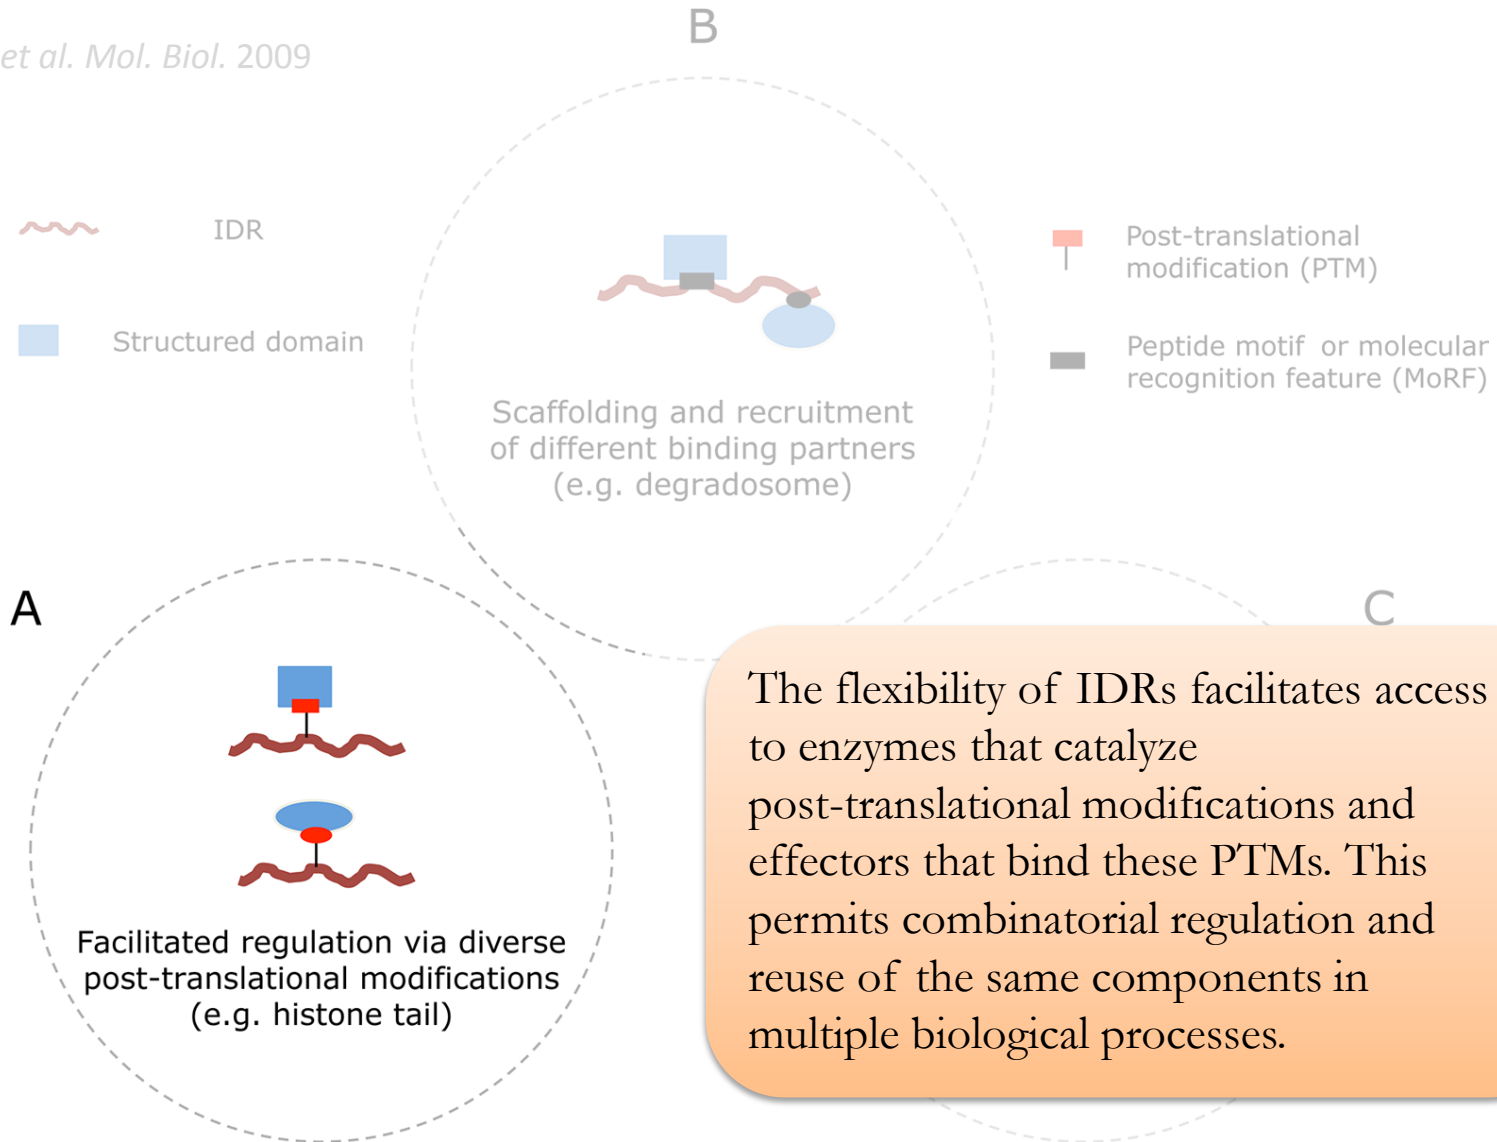 B
et al. Mol. Biol. 2009
IDR
Structured domain
Post-translational
modification (PTM)
Peptide motif or molecular
recognition feature (MoRF)
Scaffolding and recruitment
of different binding partners
(e.g. degradosome)
A
C
Facilitated regulation via diverse
post-translational modifications
(e.g. histone tail)
The flexibility of IDRs facilitates access
to enzymes that catalyze
post-translational modifications and
effectors that bind these PTMs. This
permits combinatorial regulation and
reuse of the same components in
multiple biological processes.